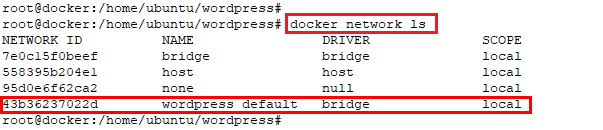 root@docker:/home/ubuntu/wordpress#
root@docker:/home/ubuntu/wordpress# docker network ls
NETWORK ID NAME DRIVER SCOPE
7e0c15f0beef bridge bridge local
558395b204e1 host host local
95d0e6f62ca2 none null local
43b36237022d wordpress_default bridge local
root@docker:/home/ubuntu/wordpress#